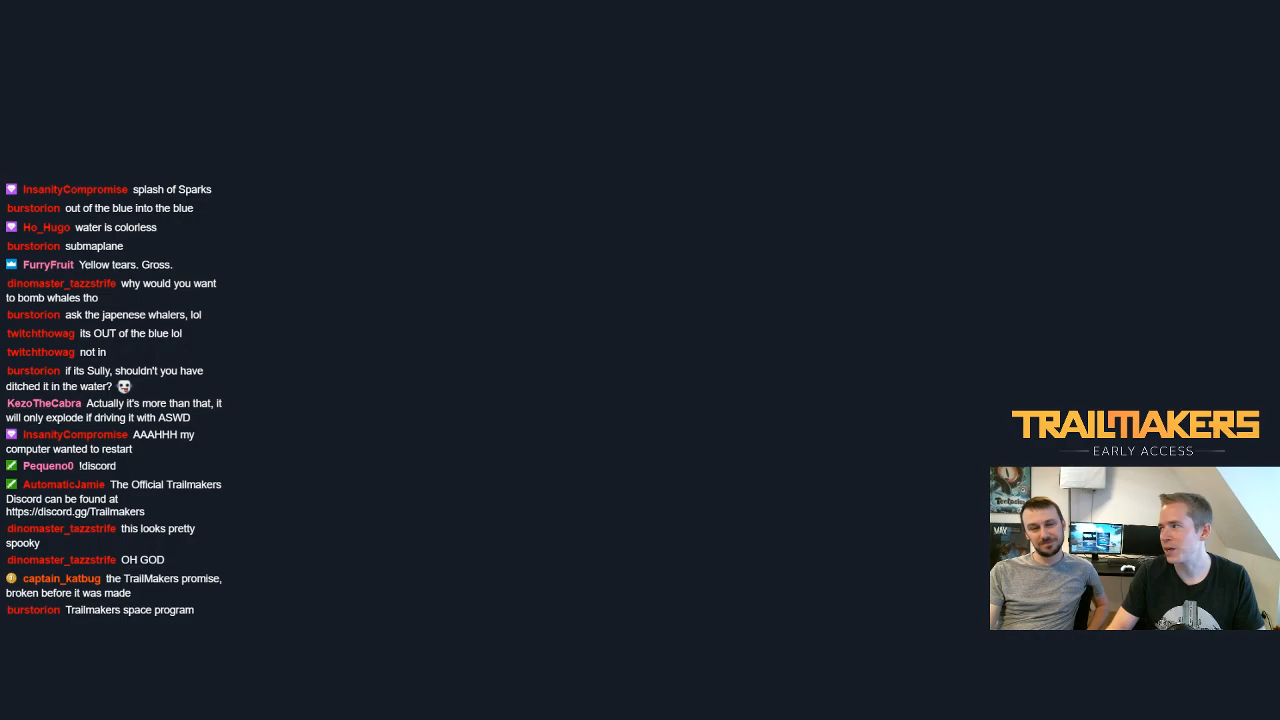 InsanityCompromise splash of Sparks
burstorion out of the blue into the blue
Ho_Hugo water is colorless
burstorion submaplane
FurryFruit Yellow tears. Gross.
dinomaster_tazzstrife why would you want
to bomb whales tho
burstorion ask the japenese whalers, lol
twitchthowag its OUT of the blue lol
twitchthowag not in
burstorion if its Sully, shouldn't you have
ditched it in the water?
KezoTheCabra Actually it's more than that, it
will only explode if driving it with ASWD
InsanityCompromise AAAHHH my
computer wanted to restart
Pequeno0 !discord
AutomaticJamie The Official Trailmakers
Discord can be found at
https://discord.gg/Trailmakers
dinomaster_tazzstrife this looks pretty
spooky
dinomaster_tazzstrife OH GOD
captain_katbug the TrailMakers promise,
broken before it was made
burstorion Trailmakers space program
TRAILMAKERS
EARLY ACCESS
MAY